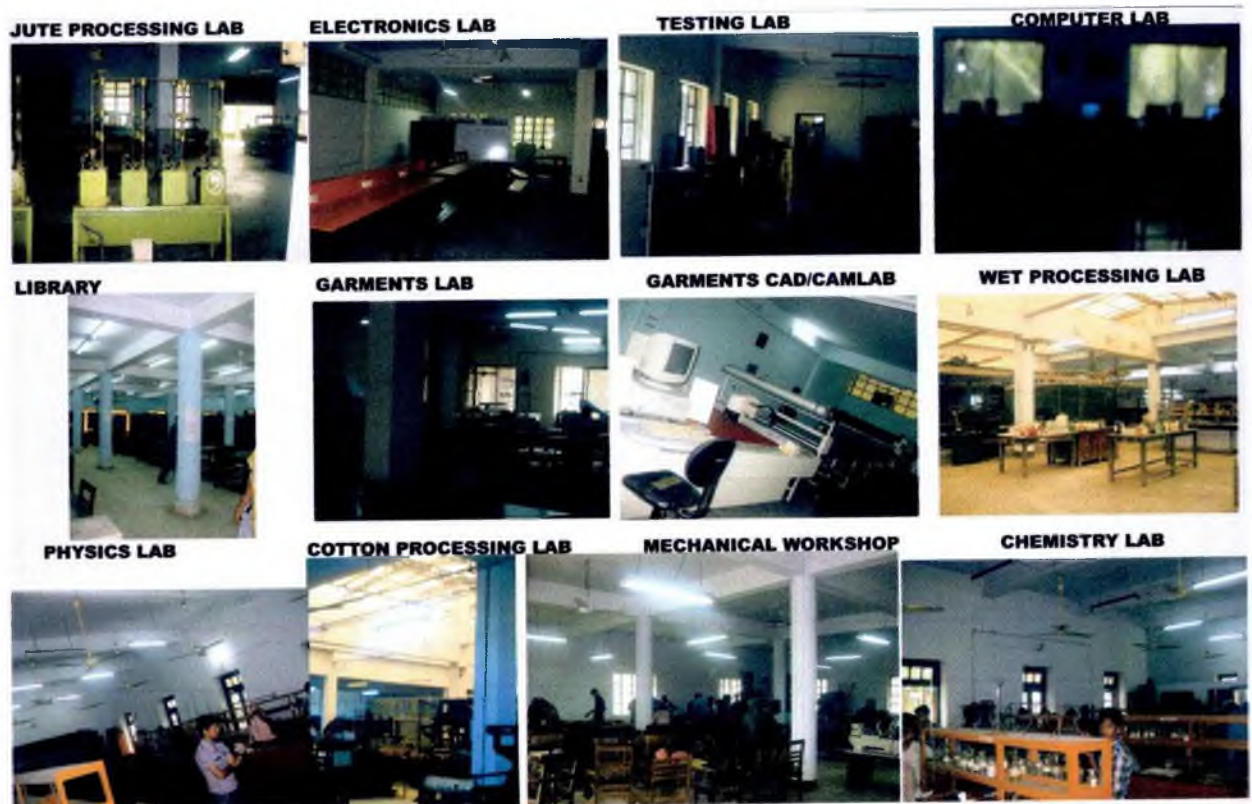 JUTE PROCESSING LAB
ELECTRONICS LAB
TESTING LAB
COMPUTER LAB
LIBRARY
GARMENTS LAB
GARMENTS CAD/CAMLAB
WET PROCESSING LAB
PHYSICS LAB
COTTON PROCESSING LAB
MECHANICAL WORKSHOP
CHEMISTRY LAB